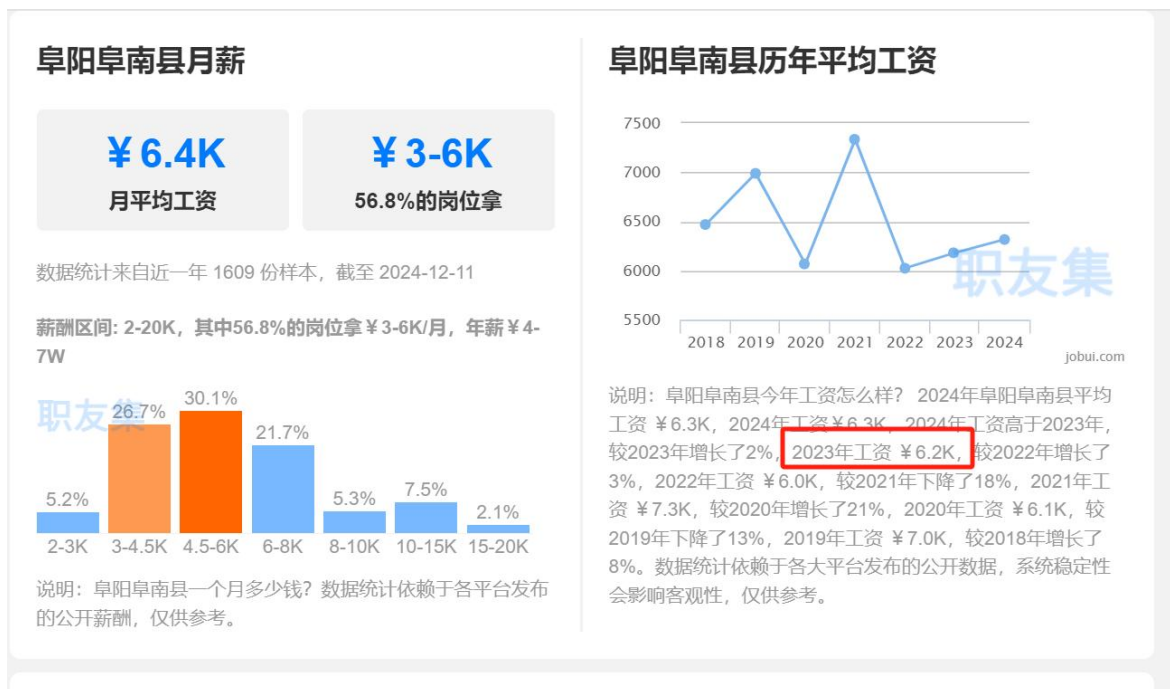 阜阳阜南县月薪
￥6.4K
月平均工资
￥3-6K
56.8%的岗位拿
数据统计来自近一年 1609 份样本，截至 2024-12-11
薪酬区间: 2-20K，其中56.8%的岗位拿￥3-6K/月，年薪￥4-
7W
职友集
5.2%
26.7%
30.1%
21.7%
5.3%
7.5%
2.1%
2-3K
3-4.5K
4.5-6K
6-8K
8-10K
10-15K
15-20K
说明：阜阳阜南县一个月多少钱？数据统计依赖于各平台发布
的公开薪酬，仅供参考。
阜阳阜南县历年平均工资
7500
7000
6500
6000
5500
职友集
2018 2019 2020 2021 2022 2023 2024
jobui.com
说明：阜阳阜南县今年工资怎么样？ 2024年阜阳阜南县平均
工资 ￥6.3K，2024年工资￥6.3K，2024年工资高于2023年，
较2023年增长了2%，2023年工资 ￥6.2K，较2022年增长了
3%，2022年工资 ￥6.0K，较2021年下降了18%，2021年工
资 ￥7.3K，较2020年增长了21%，2020年工资 ￥6.1K，较
2019年下降了13%，2019年工资 ￥7.0K，较2018年增长了
8%。数据统计依赖于各大平台发布的公开数据，系统稳定性
会影响客观性，仅供参考。